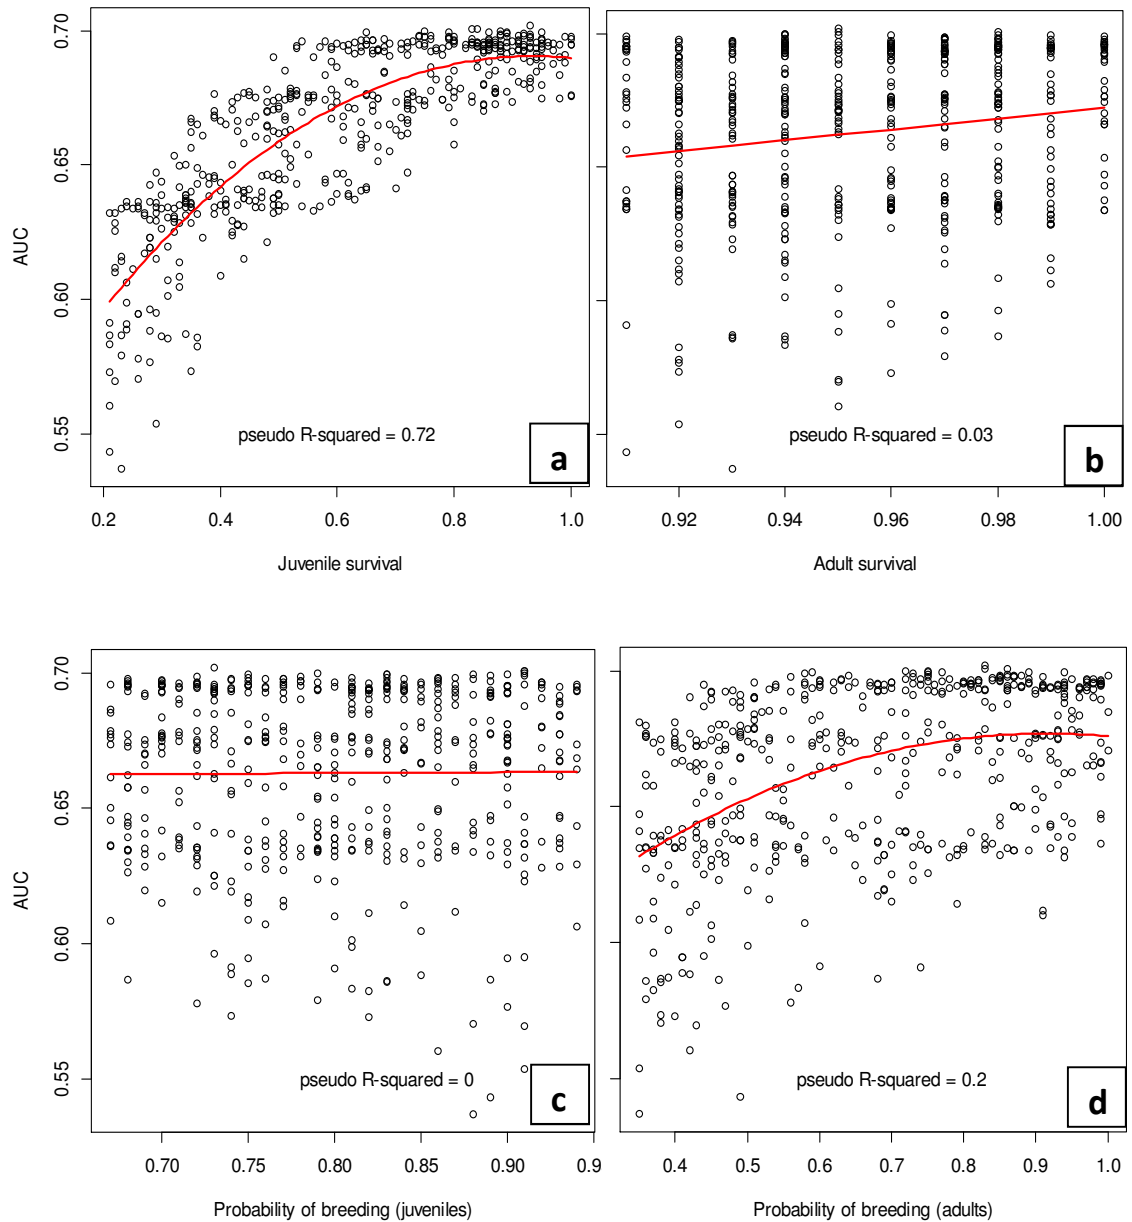 0.70
0.65
0.60
0.55
AUC
pseudo R-squared = 0.72
a
0.2 0.4 0.6 0.8 1.0
Juvenile survival
pseudo R-squared = 0.03
b
0.92 0.94 0.96 0.98 1.00
Adult survival
0.70
0.65
0.60
0.55
AUC
pseudo R-squared = 0
c
0.70 0.75 0.80 0.85 0.90 0.9
Probability of breeding (juveniles)
pseudo R-squared = 0.2
d
0.4 0.5 0.6 0.7 0.8 0.9 1.0
Probability of breeding (adults)